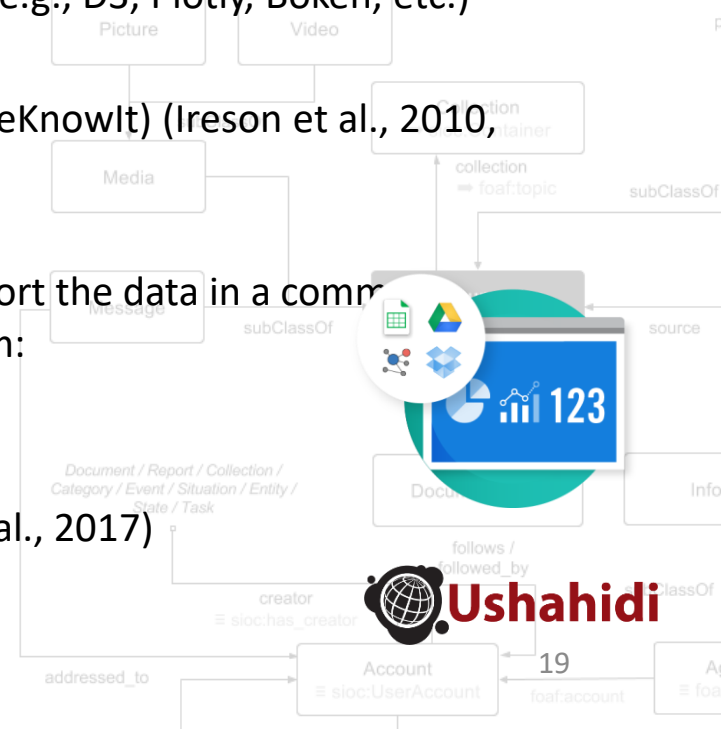 e.g., D3, Plotly, Bokeh, etc.)
Picture
Video
eKnowIt) (Ireson et al., 2010,
collection
= foaf:topic
Media
subClassOf
ort the data in a comm
Message
subClassOf
source
n:
123
Document / Report / Collection /
Category / Event / Situation / Entity /
State / Task
Docu
Info
al., 2017)
follows /
followed_by
Ushahidi
subClassOf
creator
≡ sioc:has_creator
19
addressed_to
Account
≡ sioc:UserAccount
foaf:account
Ag
≡ foa